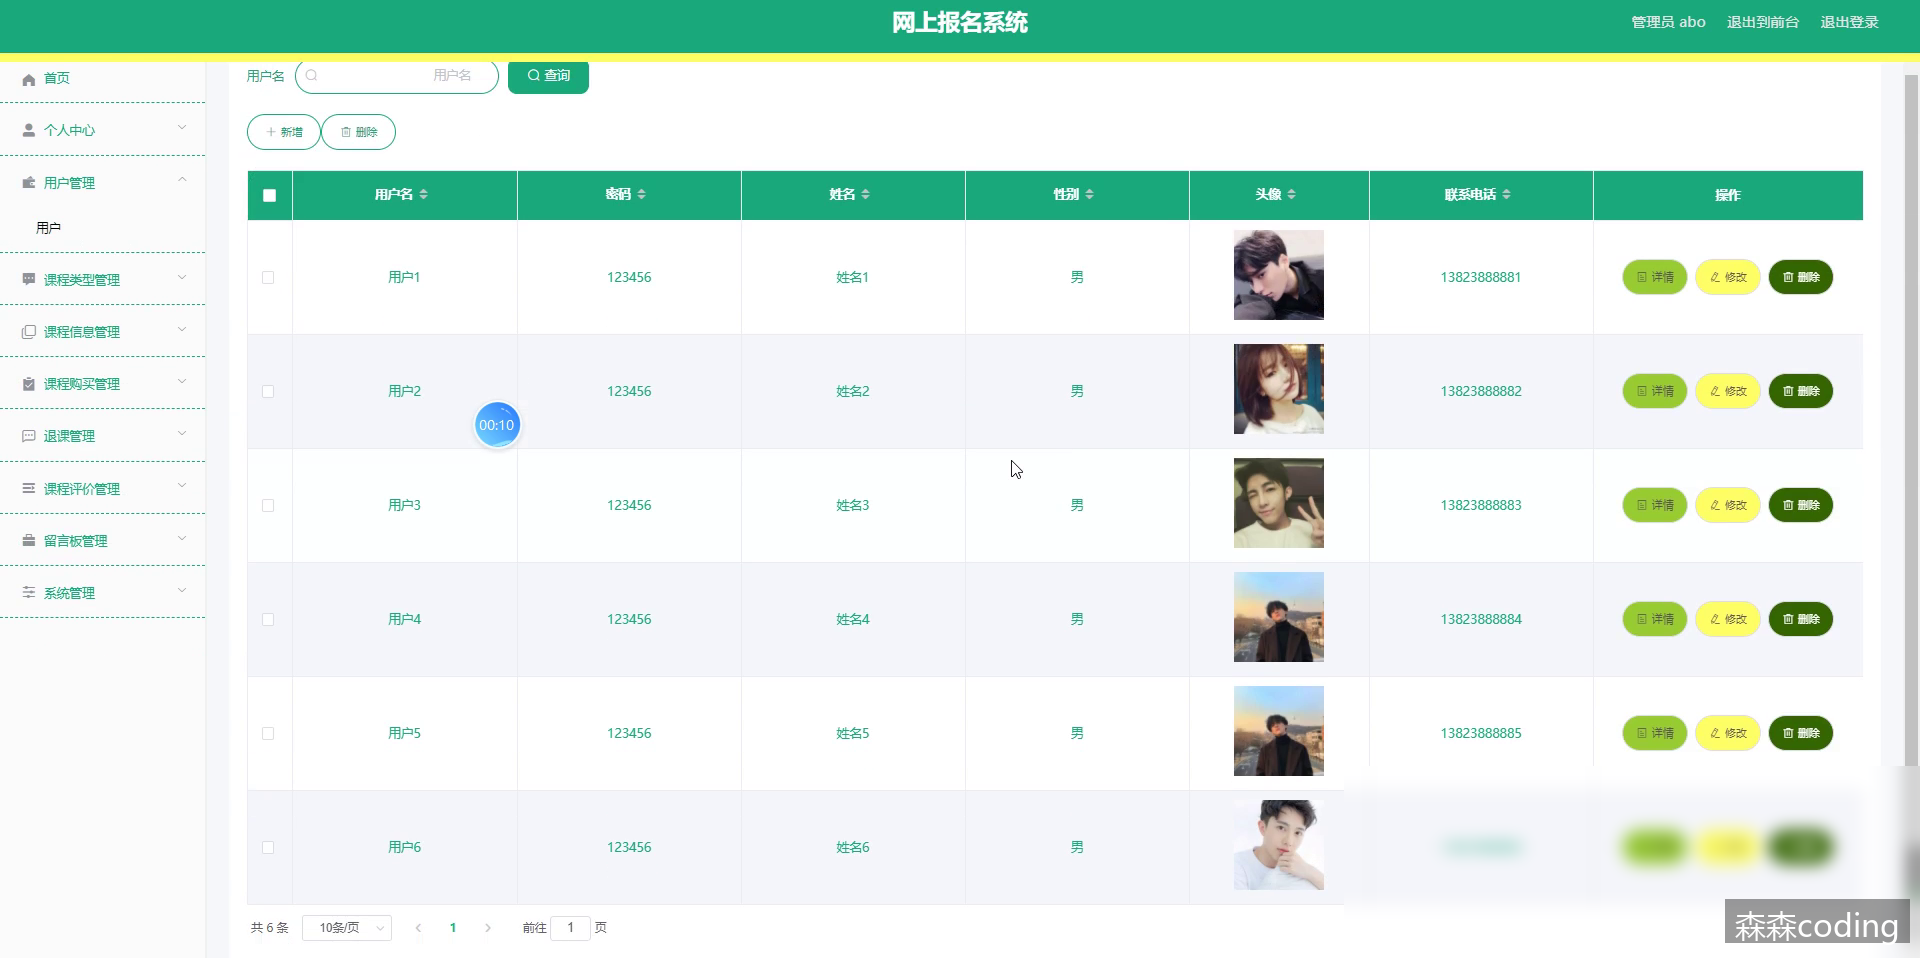 网上报名系统
管理员 abo 退出到前台 退出登录
首页
个人中心
用户管理
用户
课程类型管理
课程信息管理
课程购买管理
退课管理
课程评价管理
留言板管理
系统管理
用户名 用户名 查询
新增 删除
用户名 密码 姓名 性别 头像 联系电话 操作
用户1 123456 姓名1 男 13823888881 详情 修改 删除
用户2 123456 姓名2 男 13823888882 详情 修改 删除
00:10
用户3 123456 姓名3 男 13823888883 详情 修改 删除
用户4 123456 姓名4 男 13823888884 详情 修改 删除
用户5 123456 姓名5 男 13823888885 详情 修改 删除
用户6 123456 姓名6 男
共 6 条 10条/页 1 前往 1 页
森森coding